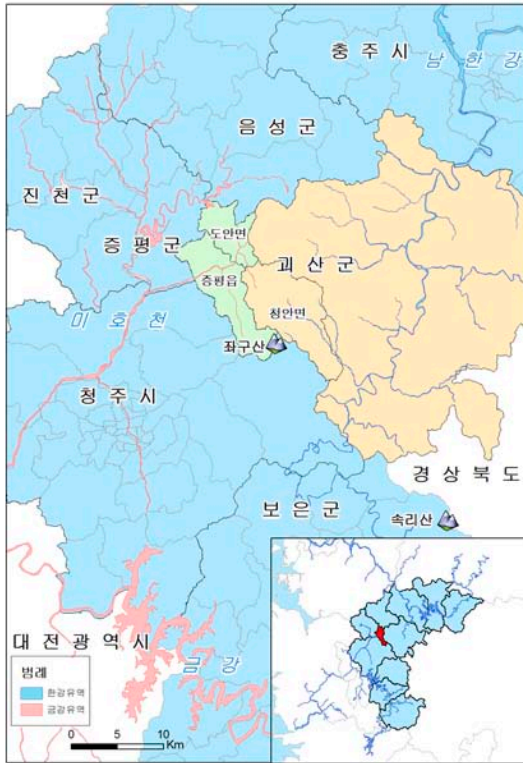 충주시
남한강
음성군
진천군
도안면
증평군
괴산군
증평읍
청안면
미호천
좌구산
청주시
경상북도
보은군
속리산
대전광역시
금강
범례
한강유역
금강유역
0 5 10
Km